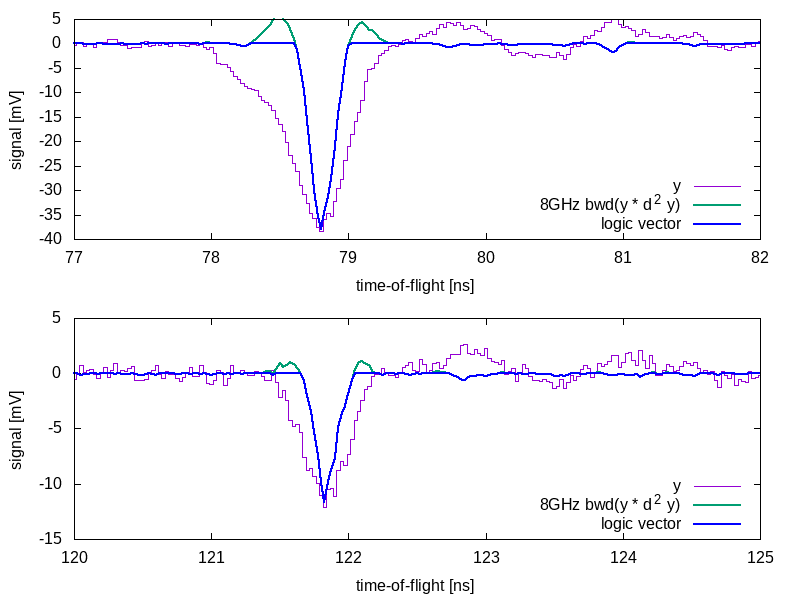 5
0
-5
-10
-15
-20
-25
-30
-35
-40
signal [mV]
y
8GHz bwd(y * d² y)
logic vector
77 78 79 80 81 82
time-of-flight [ns]
5
0
-5
-10
-15
signal [mV]
y
8GHz bwd(y * d² y)
logic vector
120 121 122 123 124 125
time-of-flight [ns]